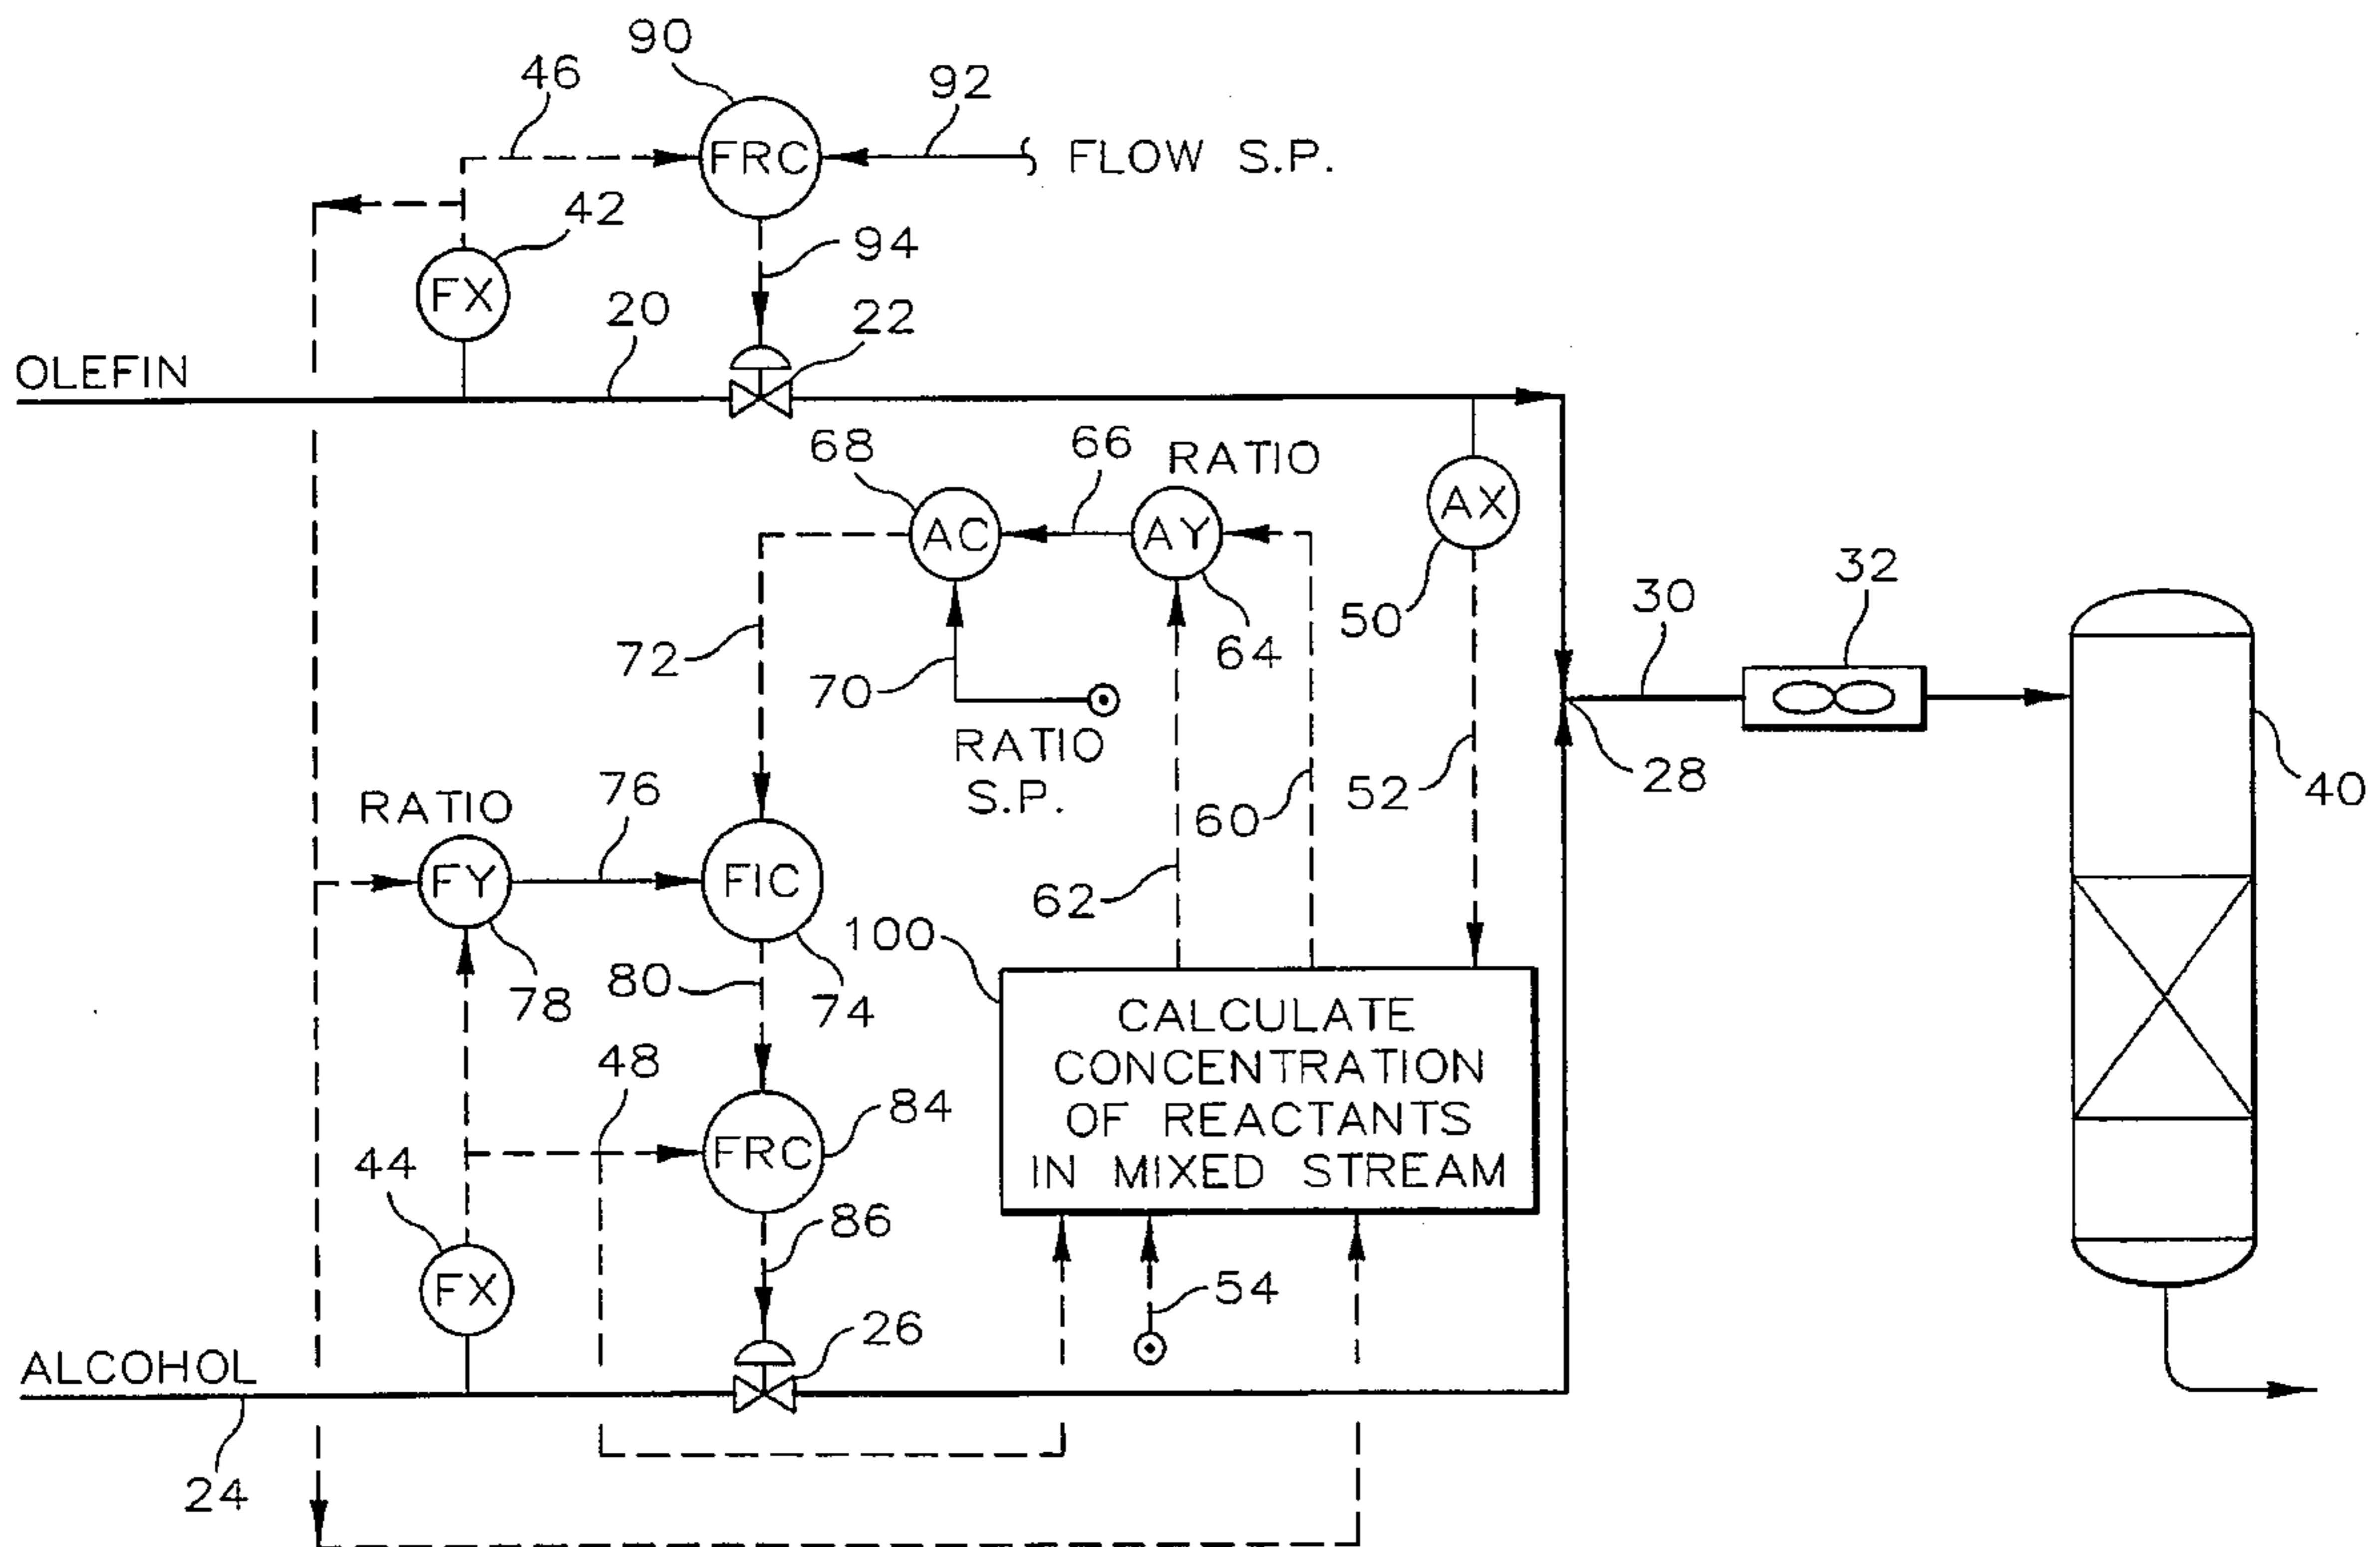 90
46
92
FRC
FLOW S.P.
42
94
FX
20
22
OLEFIN
68
66
RATIO
AX
AC
AY
32
50
30
64
72
70
RATIO
S.P.
28
52
40
76
RATIO
60
FY
FIC
62
100
80
78
74
CALCULATE
CONCENTRATION
OF REACTANTS
IN MIXED STREAM
48
84
FRC
44
86
FX
54
26
ALCOHOL
24